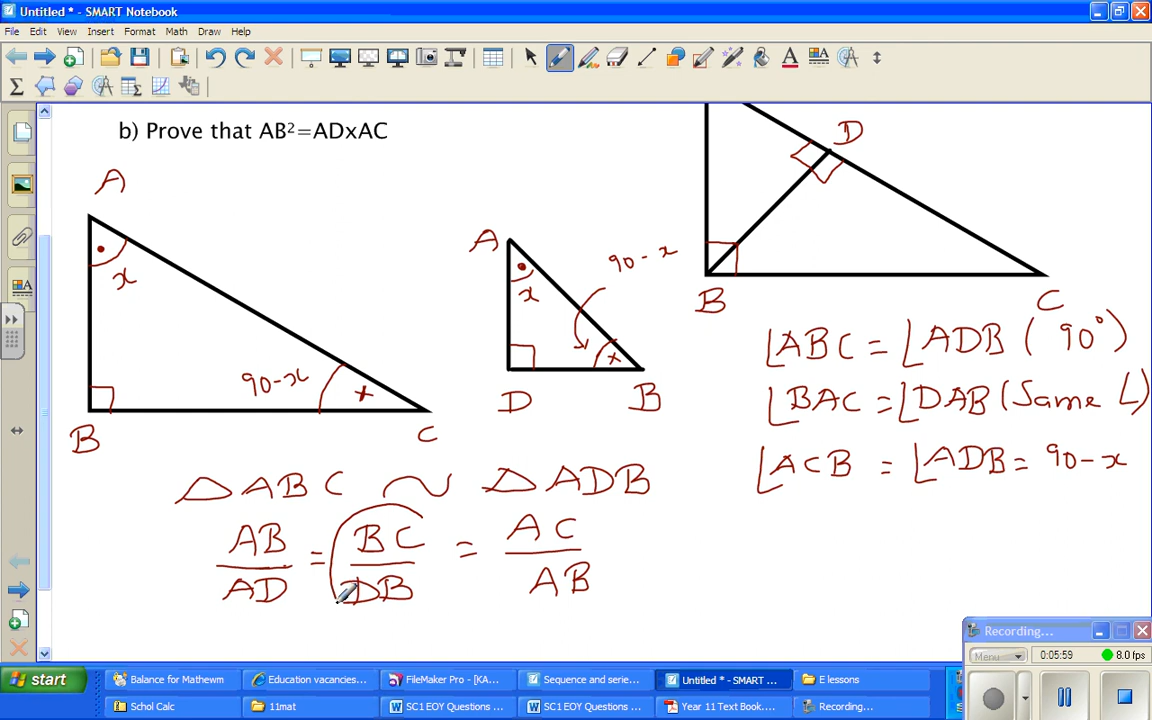 Untitled * - SMART Notebook
File Edit View Insert Format Math Draw Help
b) Prove that AB²=ADxAC
A
x
90-x
x
B
C
A
x
90-x
x
D
B
D
B
C
∠ABC = ∠ADB ( 90°)
∠BAC = ∠DAB (Same ∠)
∠ACB = ∠ADB = 90-x
△ABC ~ △ADB
AB/AD = BC/DB = AC/AB
Recording...
Menu 0:05:59 8.0 fps
start Balance for Mathewm Education vacancies... FileMaker Pro - [KA... Sequence and serie... Untitled * - SMART ... E lessons
Schol Calc 11mat SC1 EOY Questions ... SC1 EOY Questions ... Year 11 Text Book.... Recording...